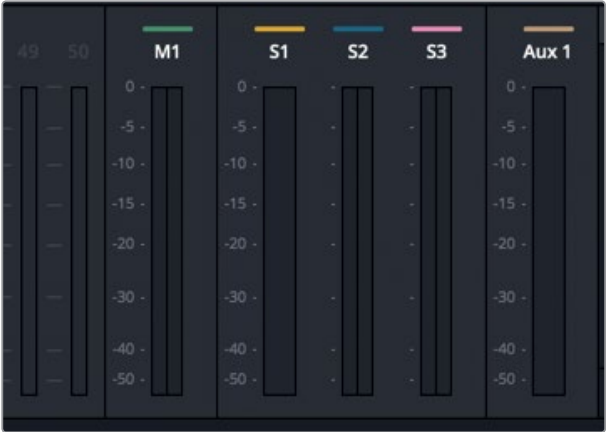 49 50 M1 S1 S2 S3 Aux 1
0 - 0 - - - 0 -
-5 - -5 - - - -5 -
-10 - -10 - - - -10 -
-15 - -15 - - - -15 -
-20 - -20 - - - -20 -
-30 - -30 - - - -30 -
-40 - -40 - - - -40 -
-50 - -50 - - - -50 -